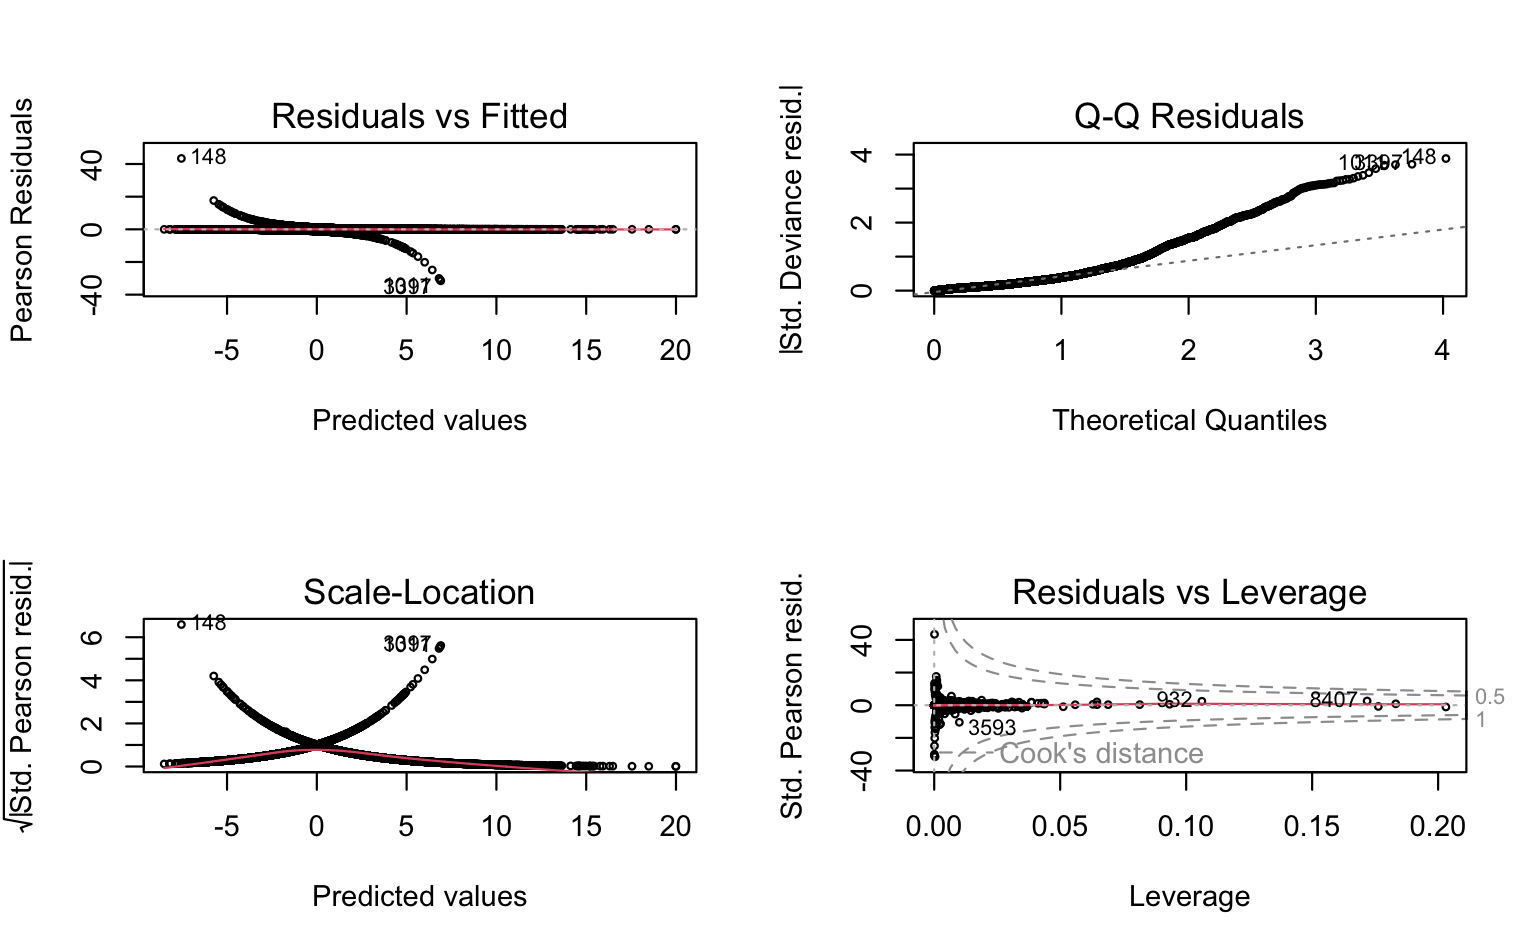 Residuals vs Fitted
Pearson Residuals
-40 0 40
148
-5 0 5 10 15 20
Predicted values
Q-Q Residuals
|Std. Deviance resid.|
0 2 4
148
0 1 2 3 4
Theoretical Quantiles
Scale-Location
√|Std. Pearson resid.|
0 2 4 6
148
-5 0 5 10 15 20
Predicted values
Residuals vs Leverage
Std. Pearson resid.
-40 0 40
932
8407
3593
Cook's distance
0.5
1
0.00 0.05 0.10 0.15 0.20
Leverage